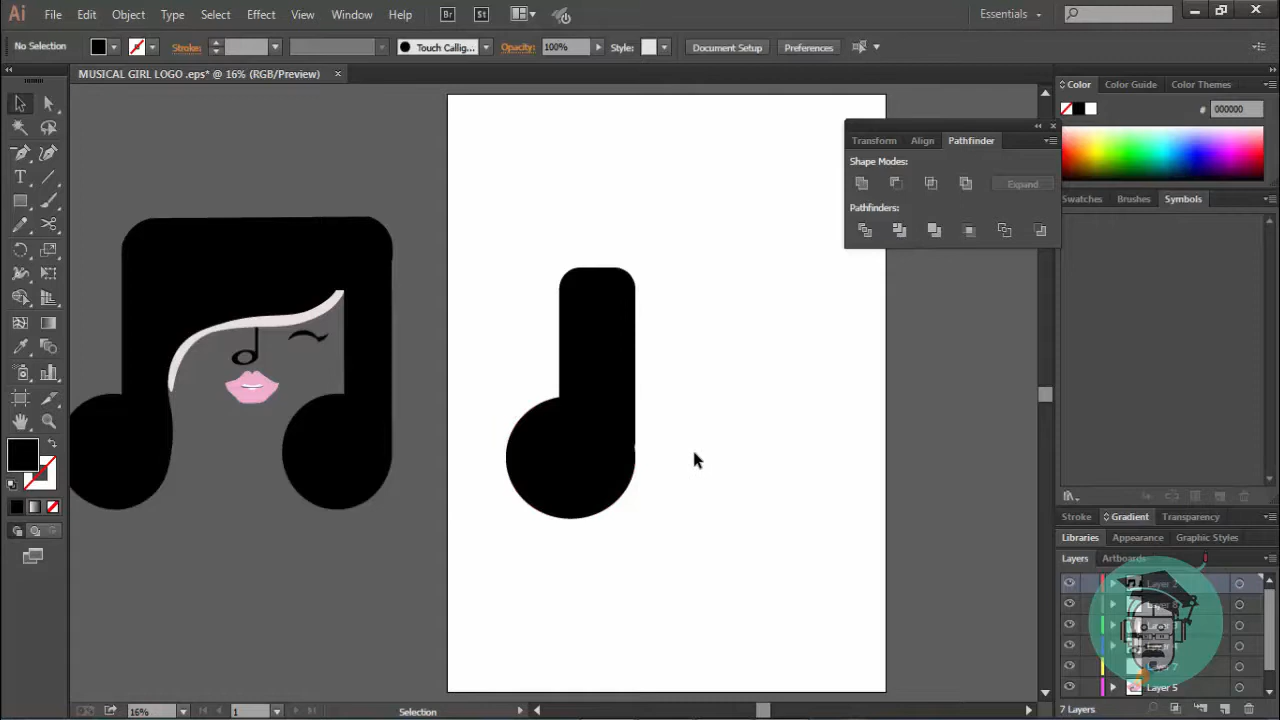 Ai File Edit Object Type Select Effect View Window Help Br St Essentials
No Selection Stroke: Touch Callig... Opacity: 100% Style: Document Setup Preferences
MUSICAL GIRL LOGO .eps* @ 16% (RGB/Preview) ×
Color Color Guide Color Themes
# 000000
Transform Align Pathfinder
Shape Modes:
Expand
Pathfinders:
Swatches Brushes Symbols
Stroke Gradient Transparency
Libraries Appearance Graphic Styles
Layers Artboards
Layer 5
7 Layers
16% 1 Selection